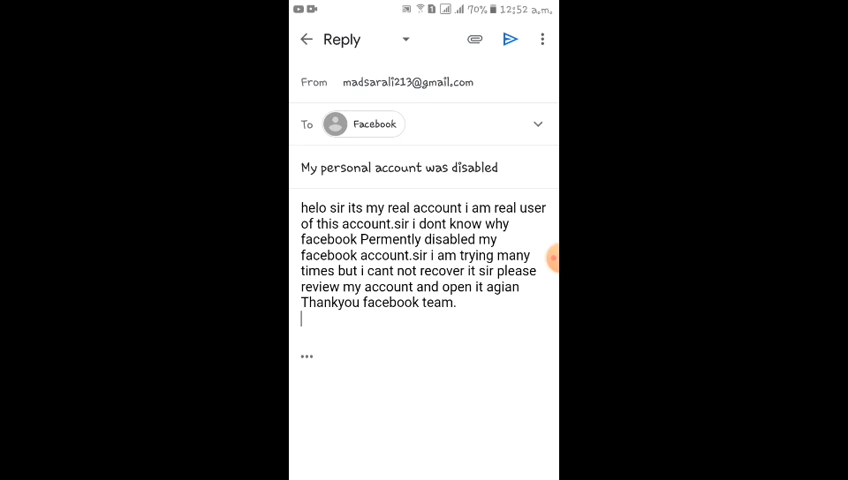 70% 12:52 a.m.
Reply
From madsarali213@gmail.com
To Facebook
My personal account was disabled
helo sir its my real account i am real user
of this account.sir i dont know why
facebook Permently disabled my
facebook account.sir i am trying many
times but i cant not recover it sir please
review my account and open it agian
Thankyou facebook team.